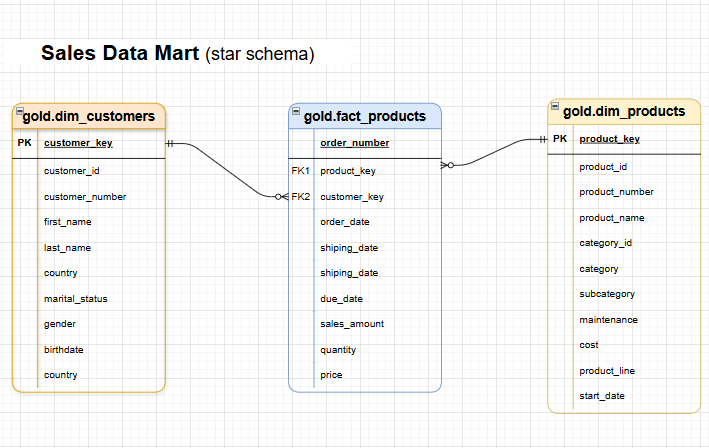 Sales Data Mart (star schema)
gold.dim_customers
PK customer_key
customer_id
customer_number
first_name
last_name
country
marital_status
gender
birthdate
country
gold.fact_products
order_number
FK1 product_key
FK2 customer_key
order_date
shiping_date
shiping_date
due_date
sales_amount
quantity
price
gold.dim_products
PK product_key
product_id
product_number
product_name
category_id
category
subcategory
maintenance
cost
product_line
start_date